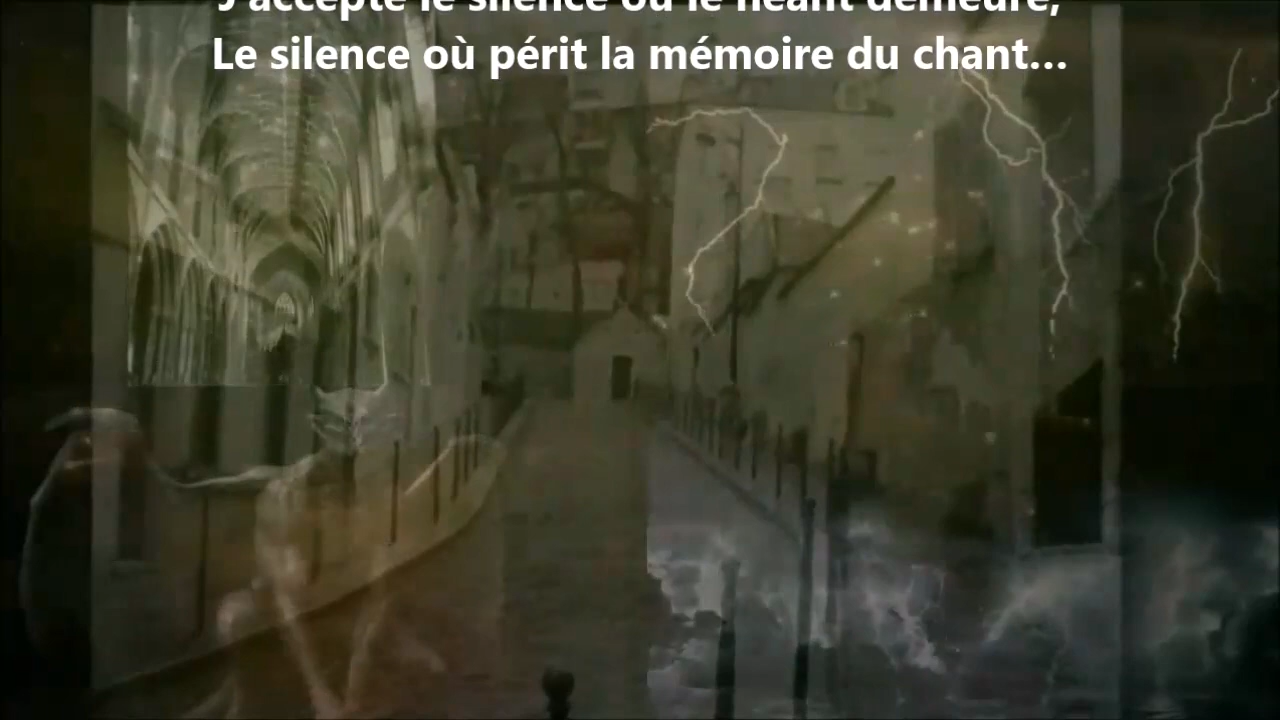 J'accepte le silence où le néant demeure,
Le silence où périt la mémoire du chant...